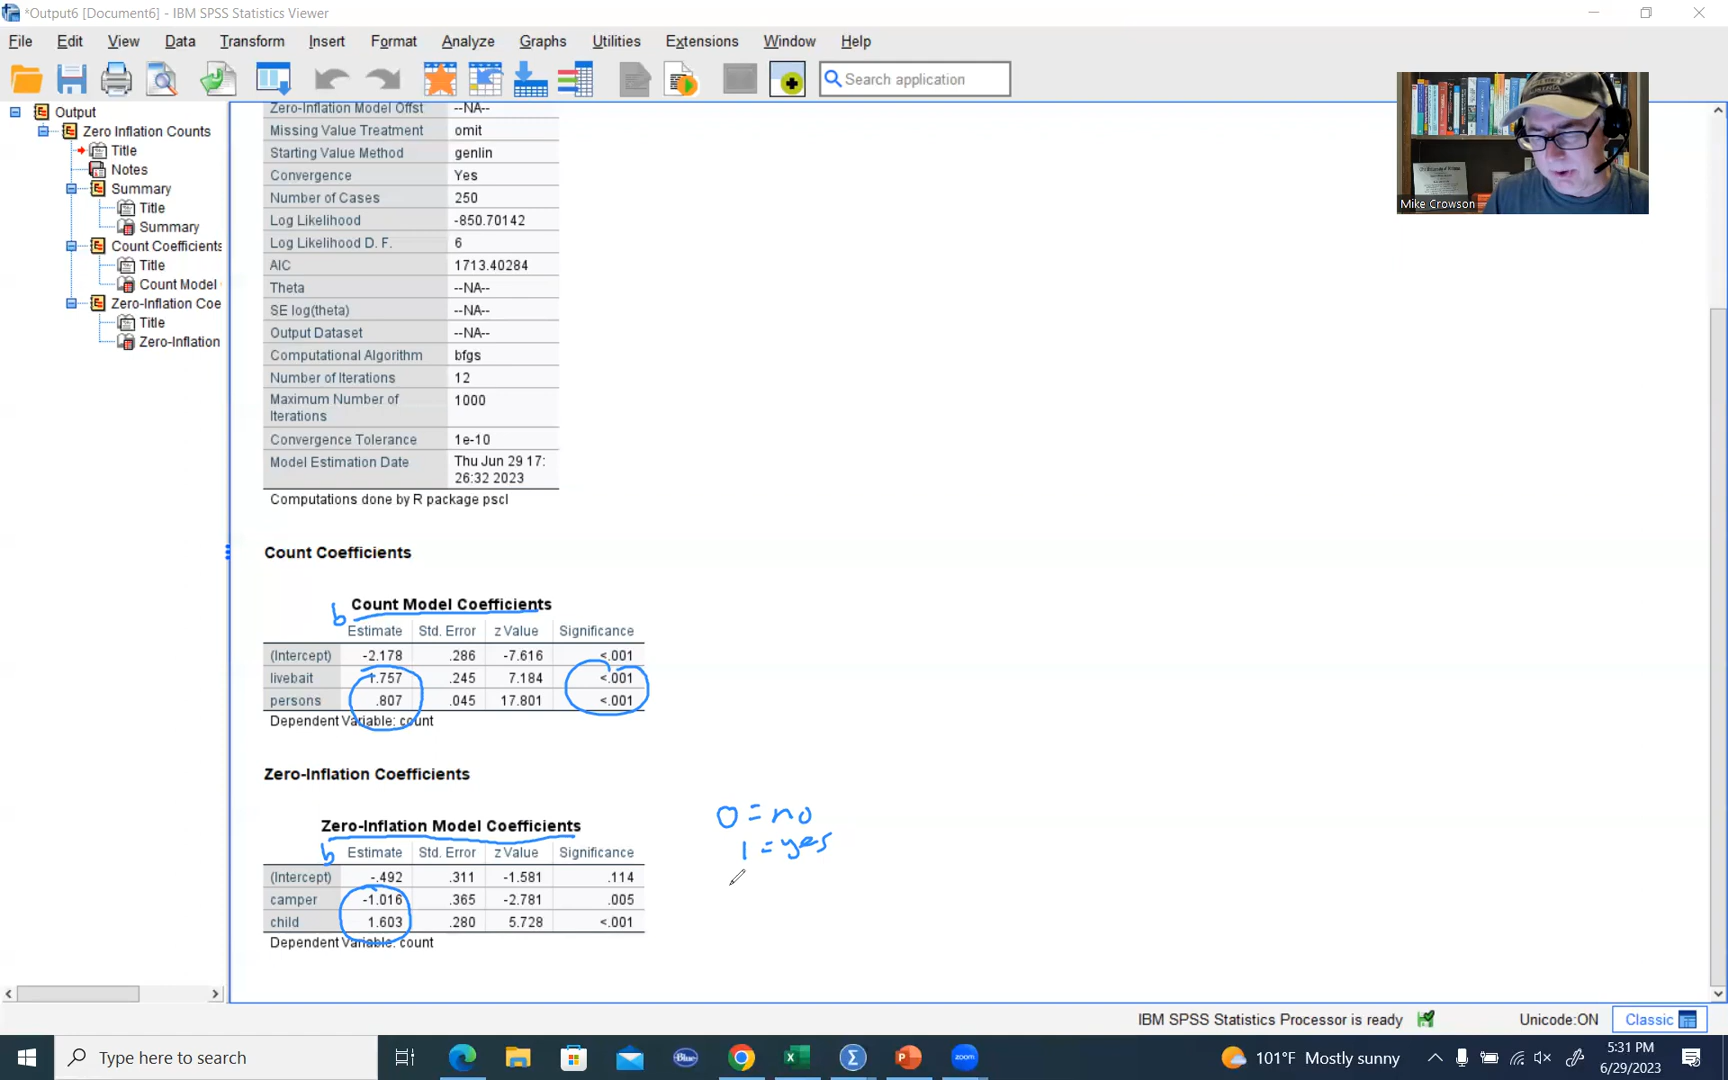 *Output6 [Document6] - IBM SPSS Statistics Viewer
File Edit View Data Transform Insert Format Analyze Graphs Utilities Extensions Window Help
Search application
Output
Zero Inflation Counts
Title
Notes
Summary
Title
Summary
Count Coefficients
Title
Count Model
Zero-Inflation Coe
Title
Zero-Inflation
Zero-Inflation Model Offst --NA--
Missing Value Treatment omit
Starting Value Method genlin
Convergence Yes
Number of Cases 250
Log Likelihood -850.70142
Log Likelihood D. F. 6
AIC 1713.40284
Theta --NA--
SE log(theta) --NA--
Output Dataset --NA--
Computational Algorithm bfgs
Number of Iterations 12
Maximum Number of Iterations 1000
Convergence Tolerance 1e-10
Model Estimation Date Thu Jun 29 17:
26:32 2023
Computations done by R package pscl
Count Coefficients
Count Model Coefficients
b
Estimate Std. Error z Value Significance
(Intercept) -2.178 .286 -7.616 <.001
livebait 1.757 .245 7.184 <.001
persons .807 .045 17.801 <.001
Dependent Variable: count
Zero-Inflation Coefficients
Zero-Inflation Model Coefficients
b
Estimate Std. Error z Value Significance
(Intercept) -.492 .311 -1.581 .114
camper -1.016 .365 -2.781 .005
child 1.603 .280 5.728 <.001
Dependent Variable: count
0 = no
1 = yes
Mike Crowson
IBM SPSS Statistics Processor is ready Unicode:ON Classic
Type here to search
Blue
zoom
101°F Mostly sunny
5:31 PM
6/29/2023